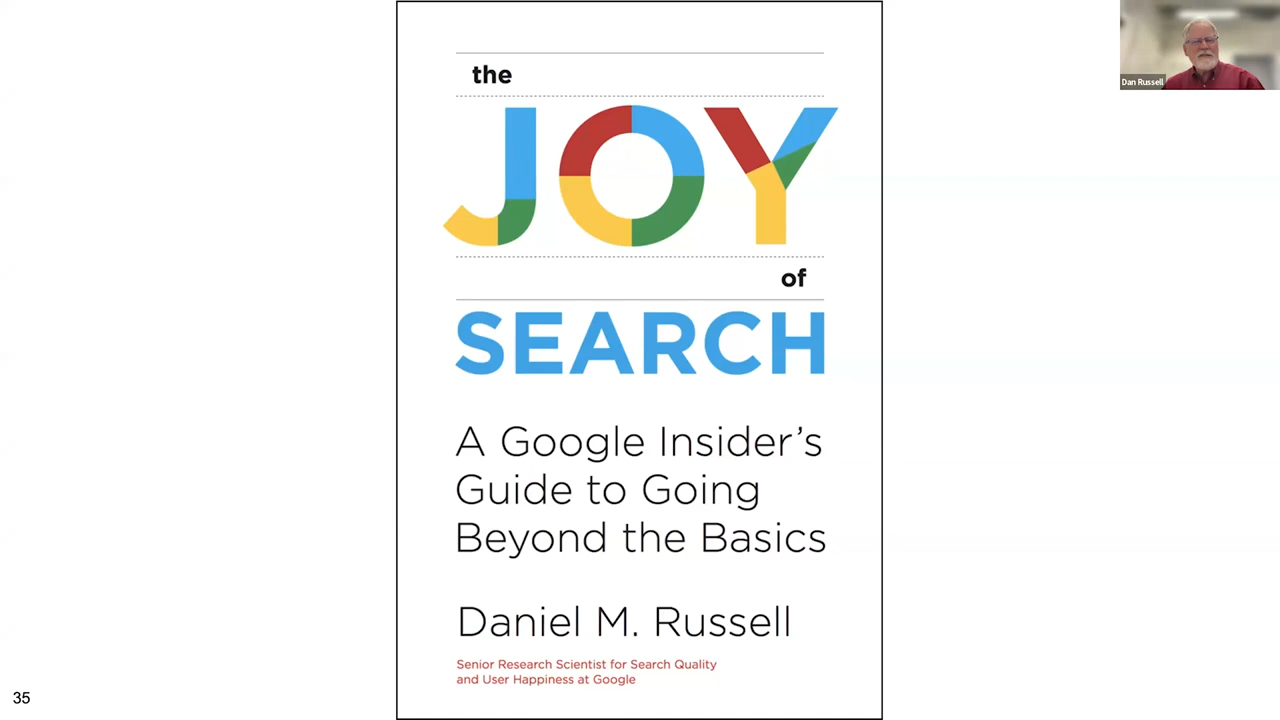 the
JOY
of
SEARCH
A Google Insider's
Guide to Going
Beyond the Basics
Daniel M. Russell
Senior Research Scientist for Search Quality
and User Happiness at Google
Dan Russell
35